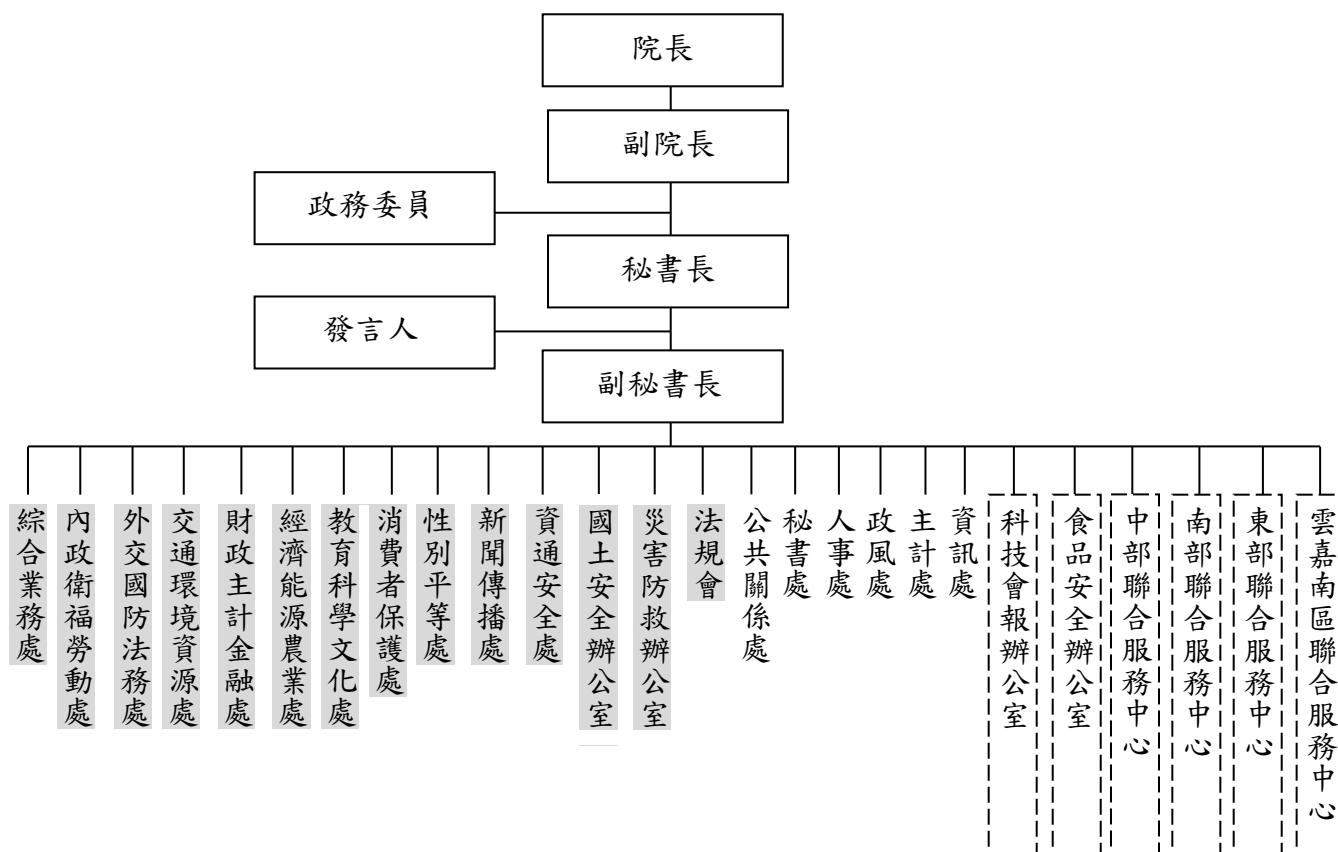 院長
副院長
政務委員
秘書長
發言人
副秘書長
綜合業務處
內政衛福勞動處
外交國防法務處
交通環境資源處
財政主計金融處
經濟能源農業處
教育科學文化處
消費者保護處
性別平等處
新聞傳播處
資通安全處
國土安全辦公室
災害防救辦公室
法規會
公共關係處
秘書處
人事處
政風處
主計處
資訊處
科技會報辦公室
食品安全辦公室
中部聯合服務中心
南部聯合服務中心
東部聯合服務中心
雲嘉南區聯合服務中心